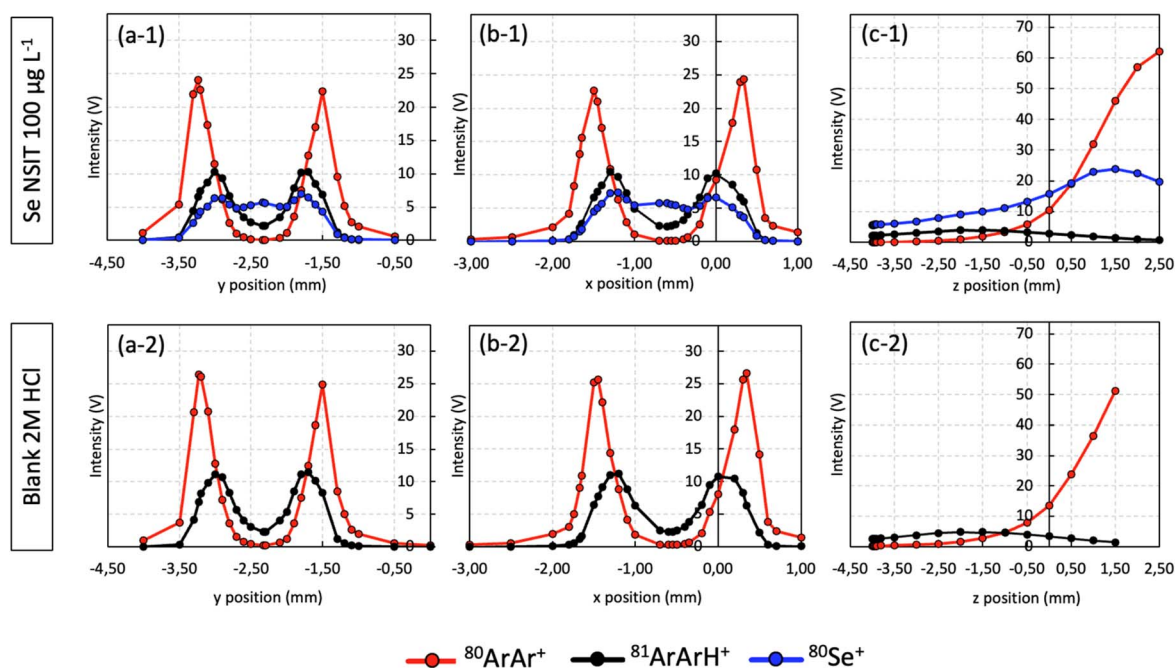 Se NSIT 100 µg L-1
(a-1)
Intensity (V)
30
25
20
15
10
5
0
-4,50 -3,50 -2,50 -1,50 -0,50
y position (mm)
(b-1)
Intensity (V)
30
25
20
15
10
5
0
-3,00 -2,00 -1,00 0,00 1,00
x position (mm)
(c-1)
Intensity (V)
70
60
50
40
30
20
10
0
-4,50 -3,50 -2,50 -1,50 -0,50 0,50 1,50 2,50
z position (mm)
Blank 2M HCl
(a-2)
Intensity (V)
30
25
20
15
10
5
0
-4,50 -3,50 -2,50 -1,50 -0,50
y position (mm)
(b-2)
Intensity (V)
30
25
20
15
10
5
0
-3,00 -2,00 -1,00 0,00 1,00
x position (mm)
(c-2)
Intensity (V)
70
60
50
40
30
20
10
0
-4,50 -3,50 -2,50 -1,50 -0,50 0,50 1,50 2,50
z position (mm)
80ArAr+ 81ArArH+ 80Se+